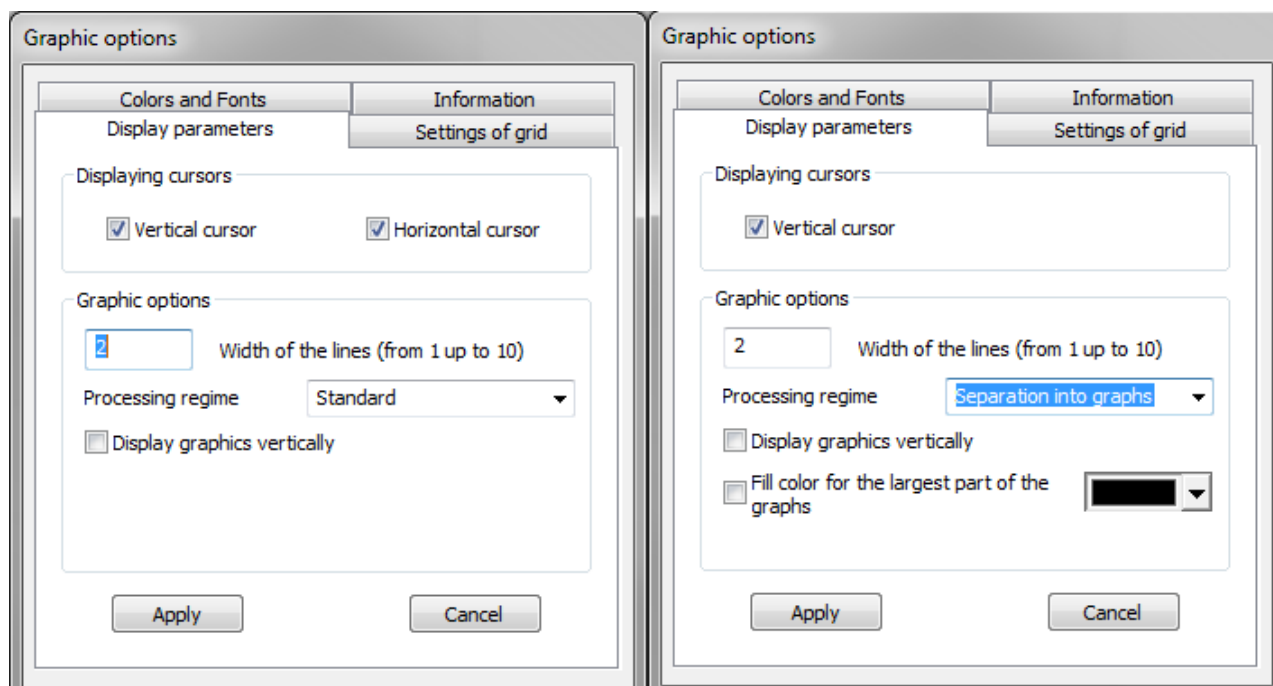 Graphic options
Colors and Fonts
Information
Display parameters
Settings of grid
Displaying cursors
Vertical cursor
Horizontal cursor
Graphic options
2
Width of the lines (from 1 up to 10)
Processing regime
Standard
Display graphics vertically
Apply
Cancel
Graphic options
Colors and Fonts
Information
Display parameters
Settings of grid
Displaying cursors
Vertical cursor
Graphic options
2
Width of the lines (from 1 up to 10)
Processing regime
Separation into graphs
Display graphics vertically
Fill color for the largest part of the
graphs
Apply
Cancel